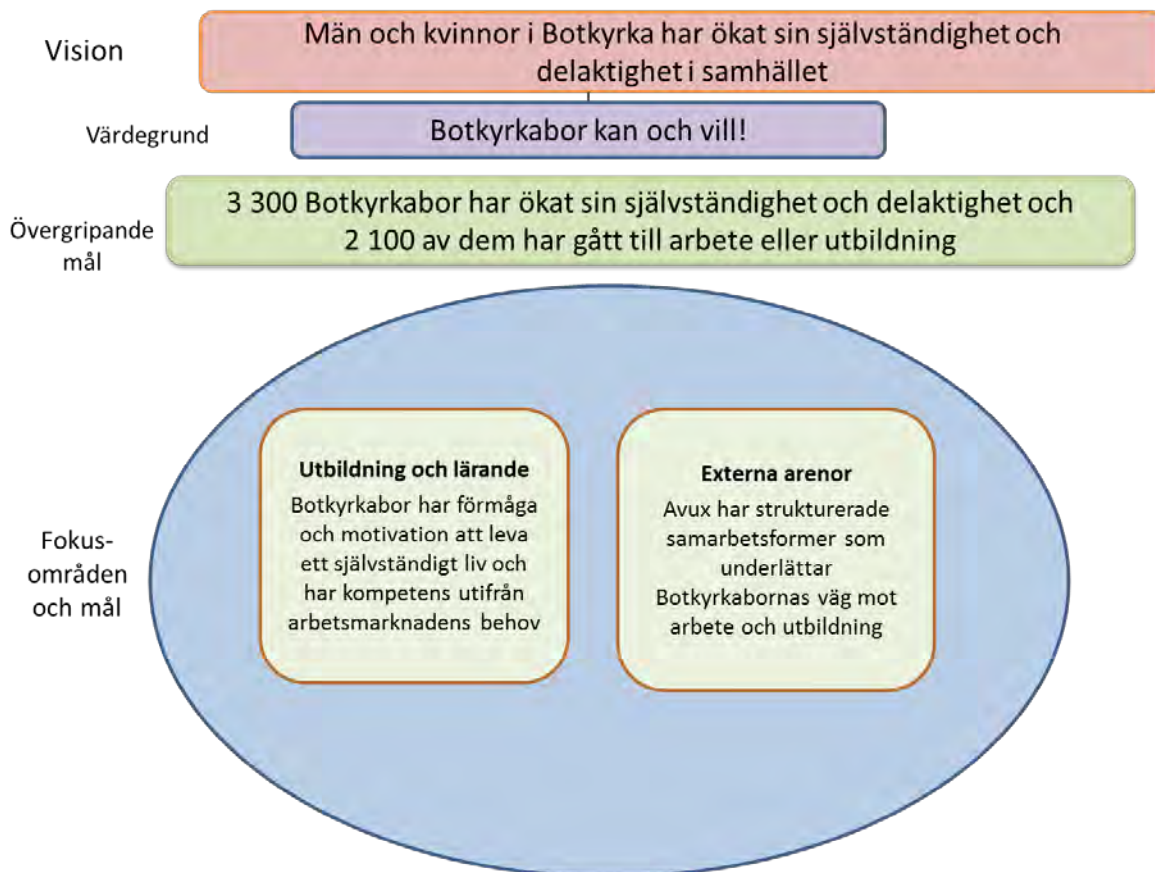 Vision
Män och kvinnor i Botkyrka har ökat sin självständighet och
delaktighet i samhället
Värdegrund
Botkyrkabor kan och vill!
Övergripande
mål
3 300 Botkyrkabor har ökat sin självständighet och delaktighet och
2 100 av dem har gått till arbete eller utbildning
Fokus-
områden
och mål
Utbildning och lärande
Botkyrkabor har förmåga
och motivation att leva
ett självständigt liv och
har kompetens utifrån
arbetsmarknadens behov
Externa arenor
Avux har strukturerade
samarbetsformer som
underlättar
Botkyrkabornas väg mot
arbete och utbildning